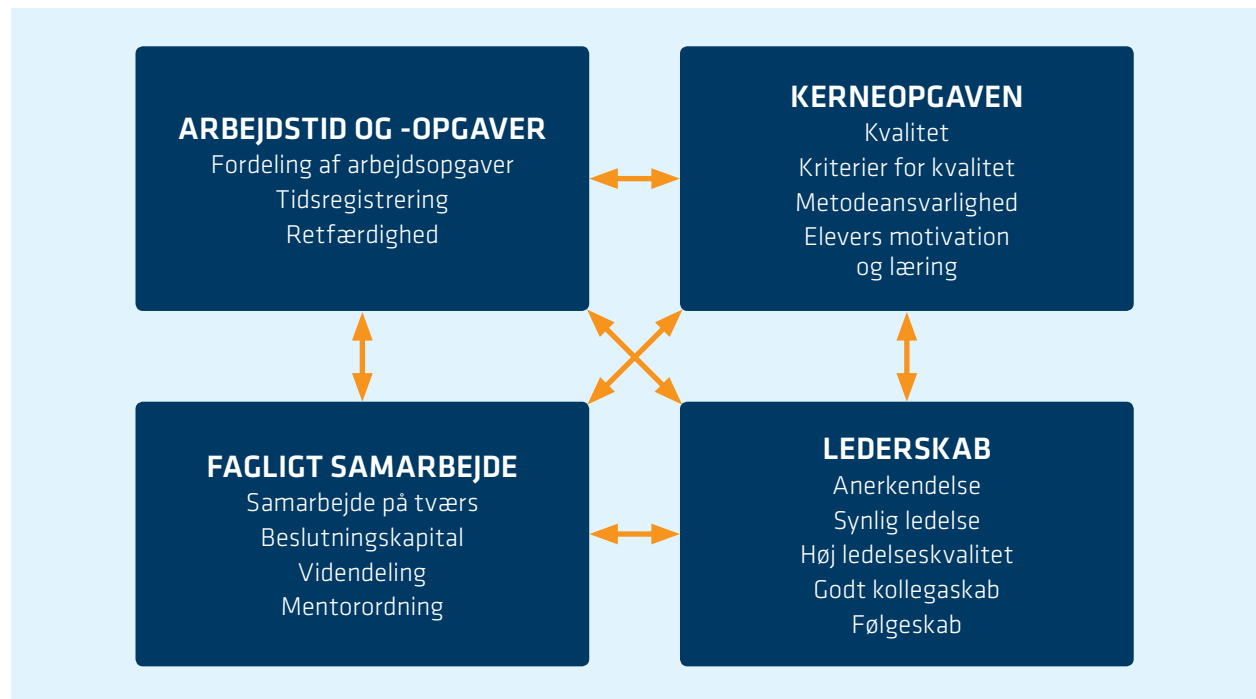 ARBEJDSTID OG -OPGAVER
Fordeling af arbejdsopgaver
Tidsregistrering
Retfærdighed
KERNEOPGAVEN
Kvalitet
Kriterier for kvalitet
Metodeansvarlighed
Elevers motivation
og læring
FAGLIGT SAMARBEJDE
Samarbejde på tværs
Beslutningskapital
Videndeling
Mentorordning
LEDERSKAB
Anerkendelse
Synlig ledelse
Høj ledelseskvalitet
Godt kollegaskab
Følgeskab